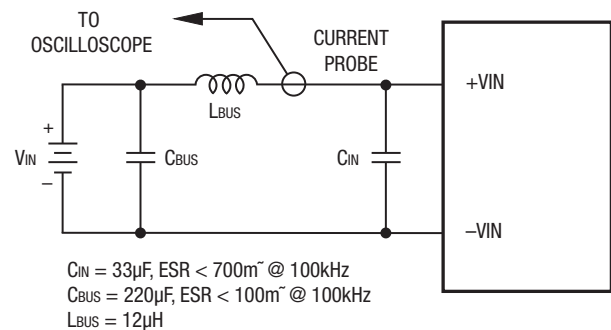 TO
OSCILLOSCOPE
CURRENT
PROBE
LBUS
+VIN
+
VIN
–
CBUS
CIN
–VIN
CIN = 33µF, ESR < 700m˜ @ 100kHz
CBUS = 220µF, ESR < 100m˜ @ 100kHz
LBUS = 12µH